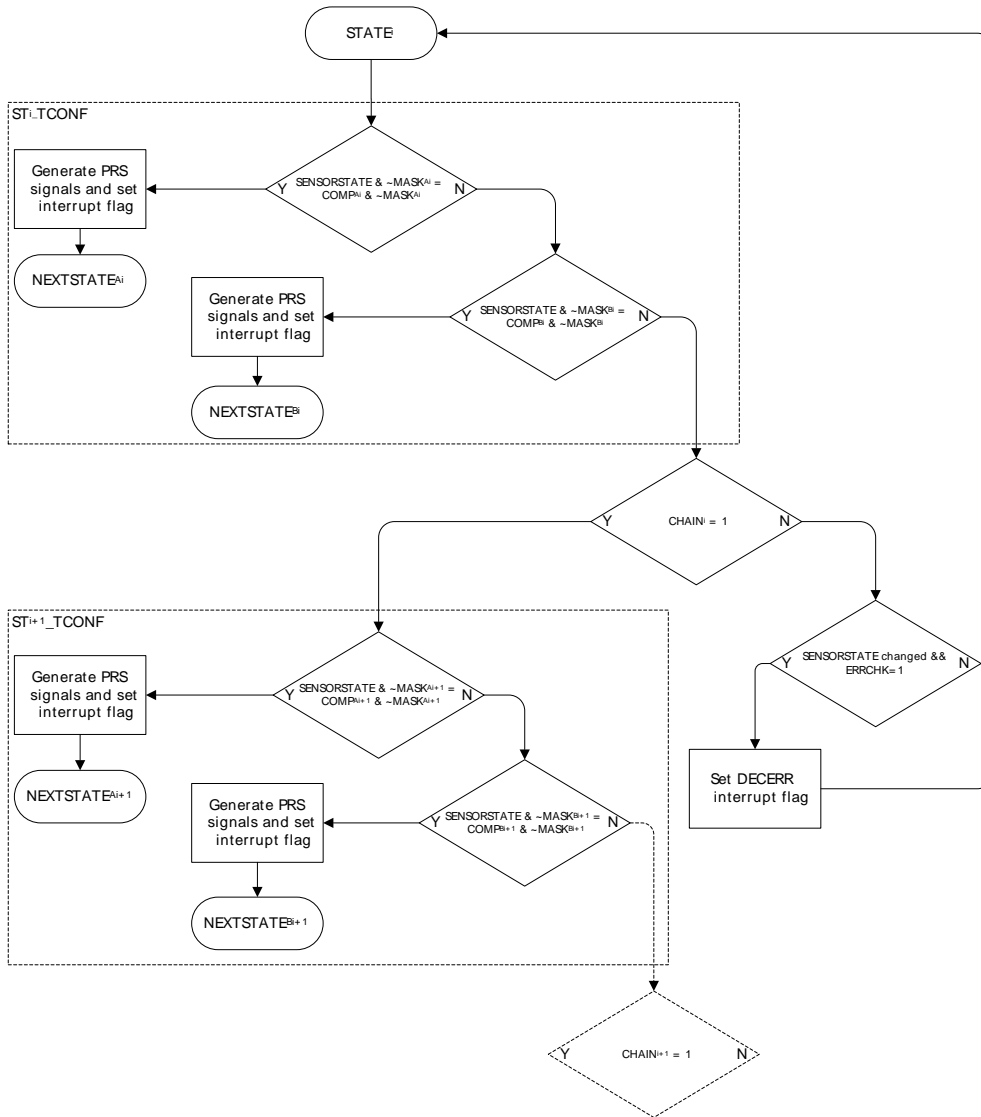 STATEi
STi_TCONF
Generate PRS
signals and set
interrupt flag
Y
SENSORSTATE & ~MASKAi =
COMPAi & ~MASKAi
N
NEXTSTATEAi
Generate PRS
signals and set
interrupt flag
Y
SENSORSTATE & ~MASKBi =
COMPBi & ~MASKBi
N
NEXTSTATEBi
Y
CHAINi = 1
N
STi+1_TCONF
Generate PRS
signals and set
interrupt flag
Y
SENSORSTATE & ~MASKAi+1 =
COMPAi+1 & ~MASKAi+1
N
Y
SENSORSTATE changed &&
ERRCHK=1
N
NEXTSTATEAi+1
Generate PRS
signals and set
interrupt flag
Y
SENSORSTATE & ~MASKBi+1 =
COMPBi+1 & ~MASKBi+1
N
Set DECERR
interrupt flag
NEXTSTATEBi+1
Y
CHAINi+1 = 1
N